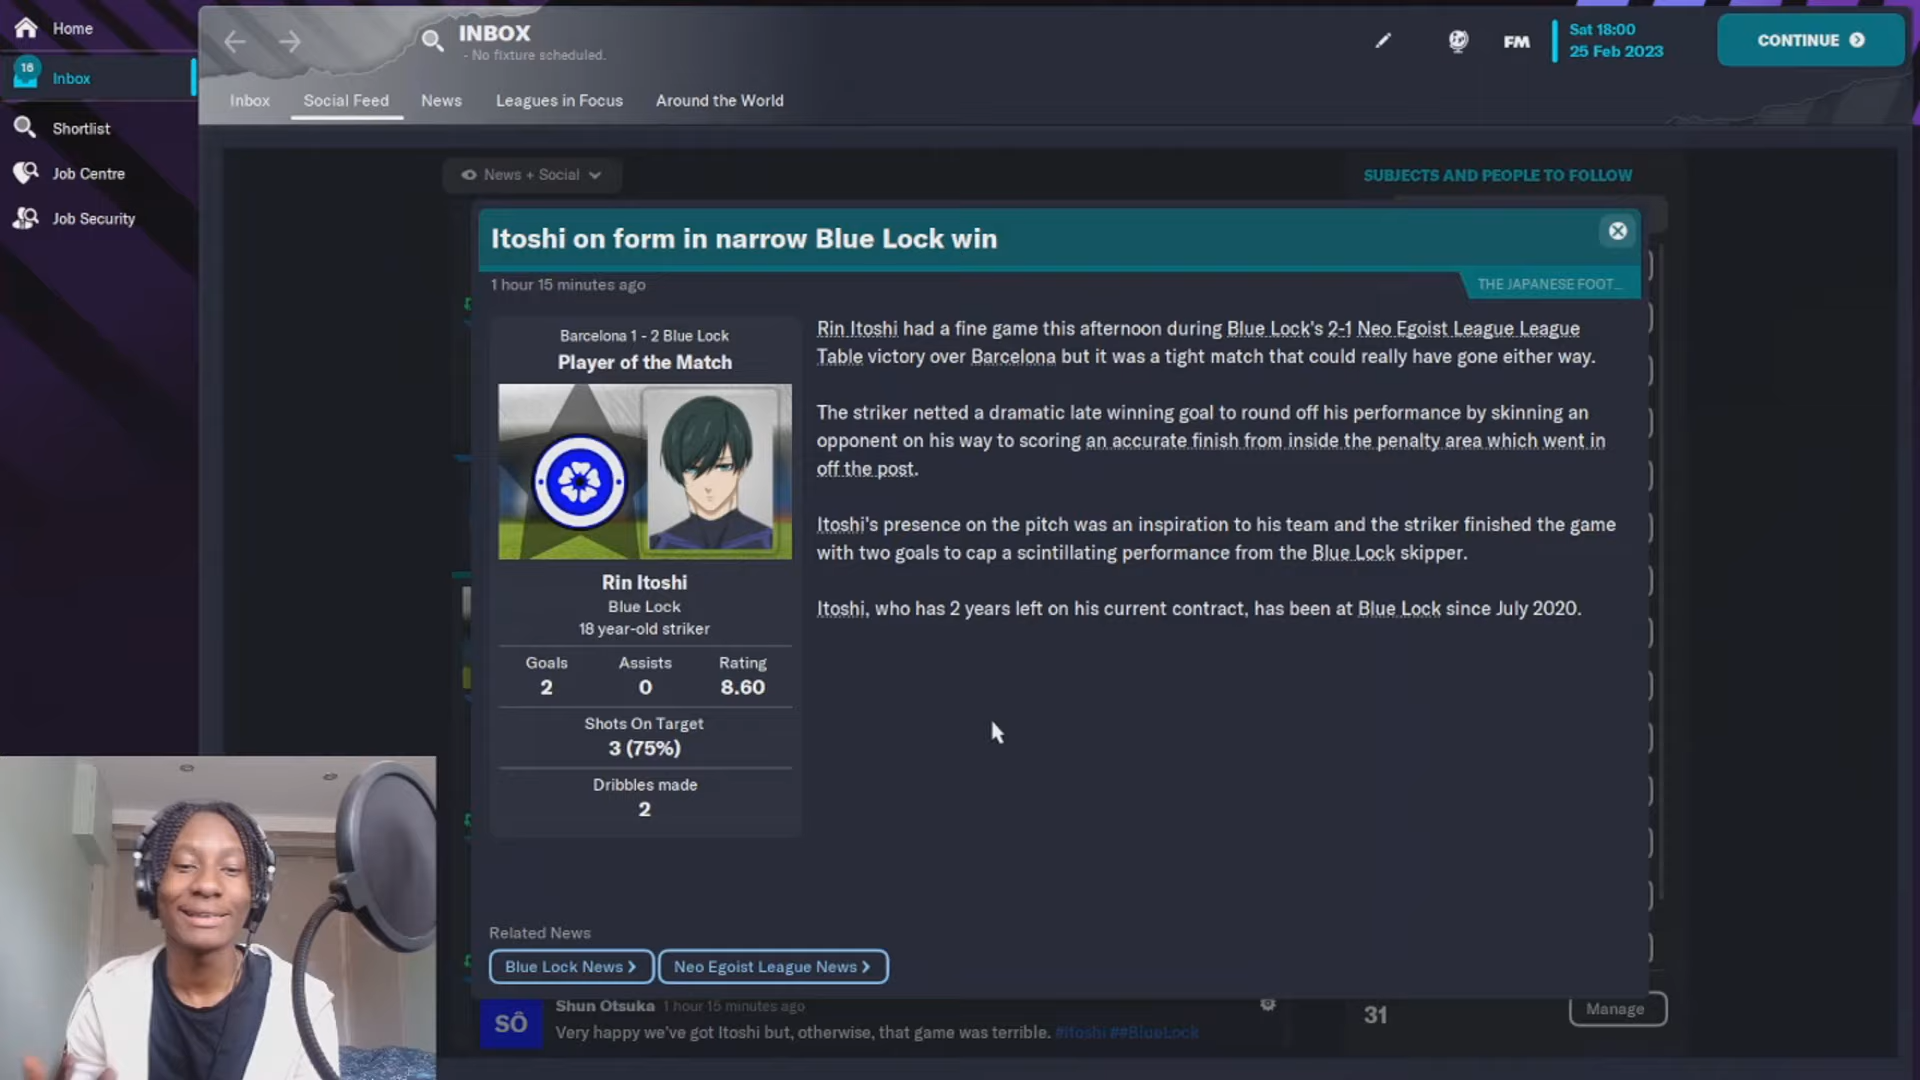 Home
18
Inbox
Shortlist
Job Centre
Job Security
INBOX
- No fixture scheduled.
FM
Sat 18:00
25 Feb 2023
CONTINUE
Inbox
Social Feed
News
Leagues in Focus
Around the World
News + Social
SUBJECTS AND PEOPLE TO FOLLOW
Itoshi on form in narrow Blue Lock win
1 hour 15 minutes ago
THE JAPANESE FOOT...
Barcelona 1 - 2 Blue Lock
Player of the Match
Rin Itoshi
Blue Lock
18 year-old striker
Goals Assists Rating
2 0 8.60
Shots On Target
3 (75%)
Dribbles made
2
Rin Itoshi had a fine game this afternoon during Blue Lock's 2-1 Neo Egoist League League
Table victory over Barcelona but it was a tight match that could really have gone either way.
The striker netted a dramatic late winning goal to round off his performance by skinning an
opponent on his way to scoring an accurate finish from inside the penalty area which went in
off the post.
Itoshi's presence on the pitch was an inspiration to his team and the striker finished the game
with two goals to cap a scintillating performance from the Blue Lock skipper.
Itoshi, who has 2 years left on his current contract, has been at Blue Lock since July 2020.
Related News
Blue Lock News >
Neo Egoist League News >
SÔ
Shun Otsuka 1 hour 15 minutes ago
Very happy we've got Itoshi but, otherwise, that game was terrible. #Itoshi ##BlueLock
31
Manage